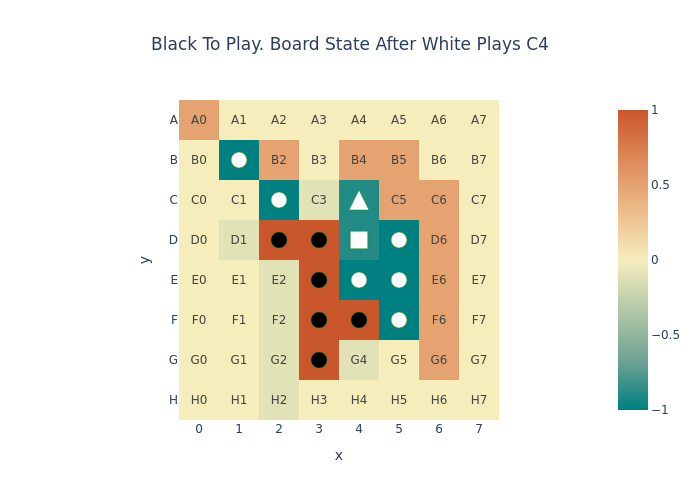 Black To Play. Board State After White Plays C4
A A0 A1 A2 A3 A4 A5 A6 A7
B B0 B2 B3 B4 B5 B6 B7
C C0 C1 C3 C5 C6 C7
D D0 D1 D6 D7
E E0 E1 E2 E6 E7
F F0 F1 F2 F6 F7
G G0 G1 G2 G4 G5 G6 G7
H H0 H1 H2 H3 H4 H5 H6 H7
0 1 2 3 4 5 6 7
x
y
1
0.5
0
−0.5
−1